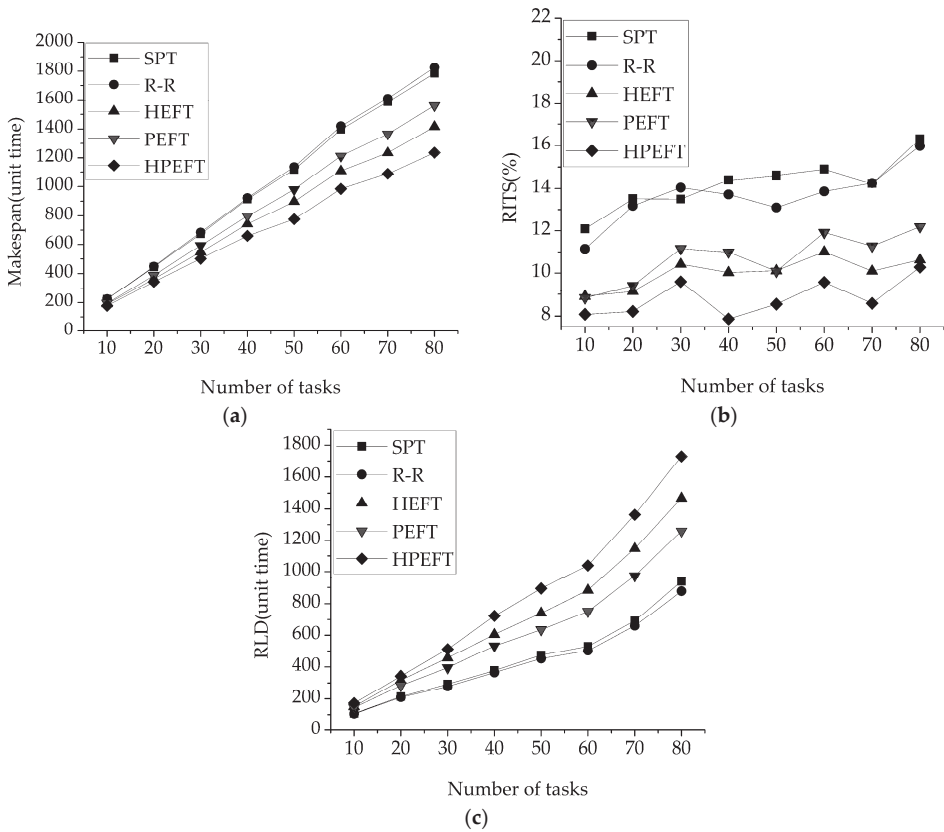 2000
1800
1600
1400
1200
1000
800
600
400
200
0
Makespan(unit time)
SPT
R-R
HEFT
PEFT
HPEFT
10 20 30 40 50 60 70 80
Number of tasks
(a)
22
20
18
16
14
12
10
8
RITS(%)
SPT
R-R
HEFT
PEFT
HPEFT
10 20 30 40 50 60 70 80
Number of tasks
(b)
1800
1600
1400
1200
1000
800
600
400
200
0
RLD(unit time)
SPT
R-R
HEFT
PEFT
HPEFT
10 20 30 40 50 60 70 80
Number of tasks
(c)